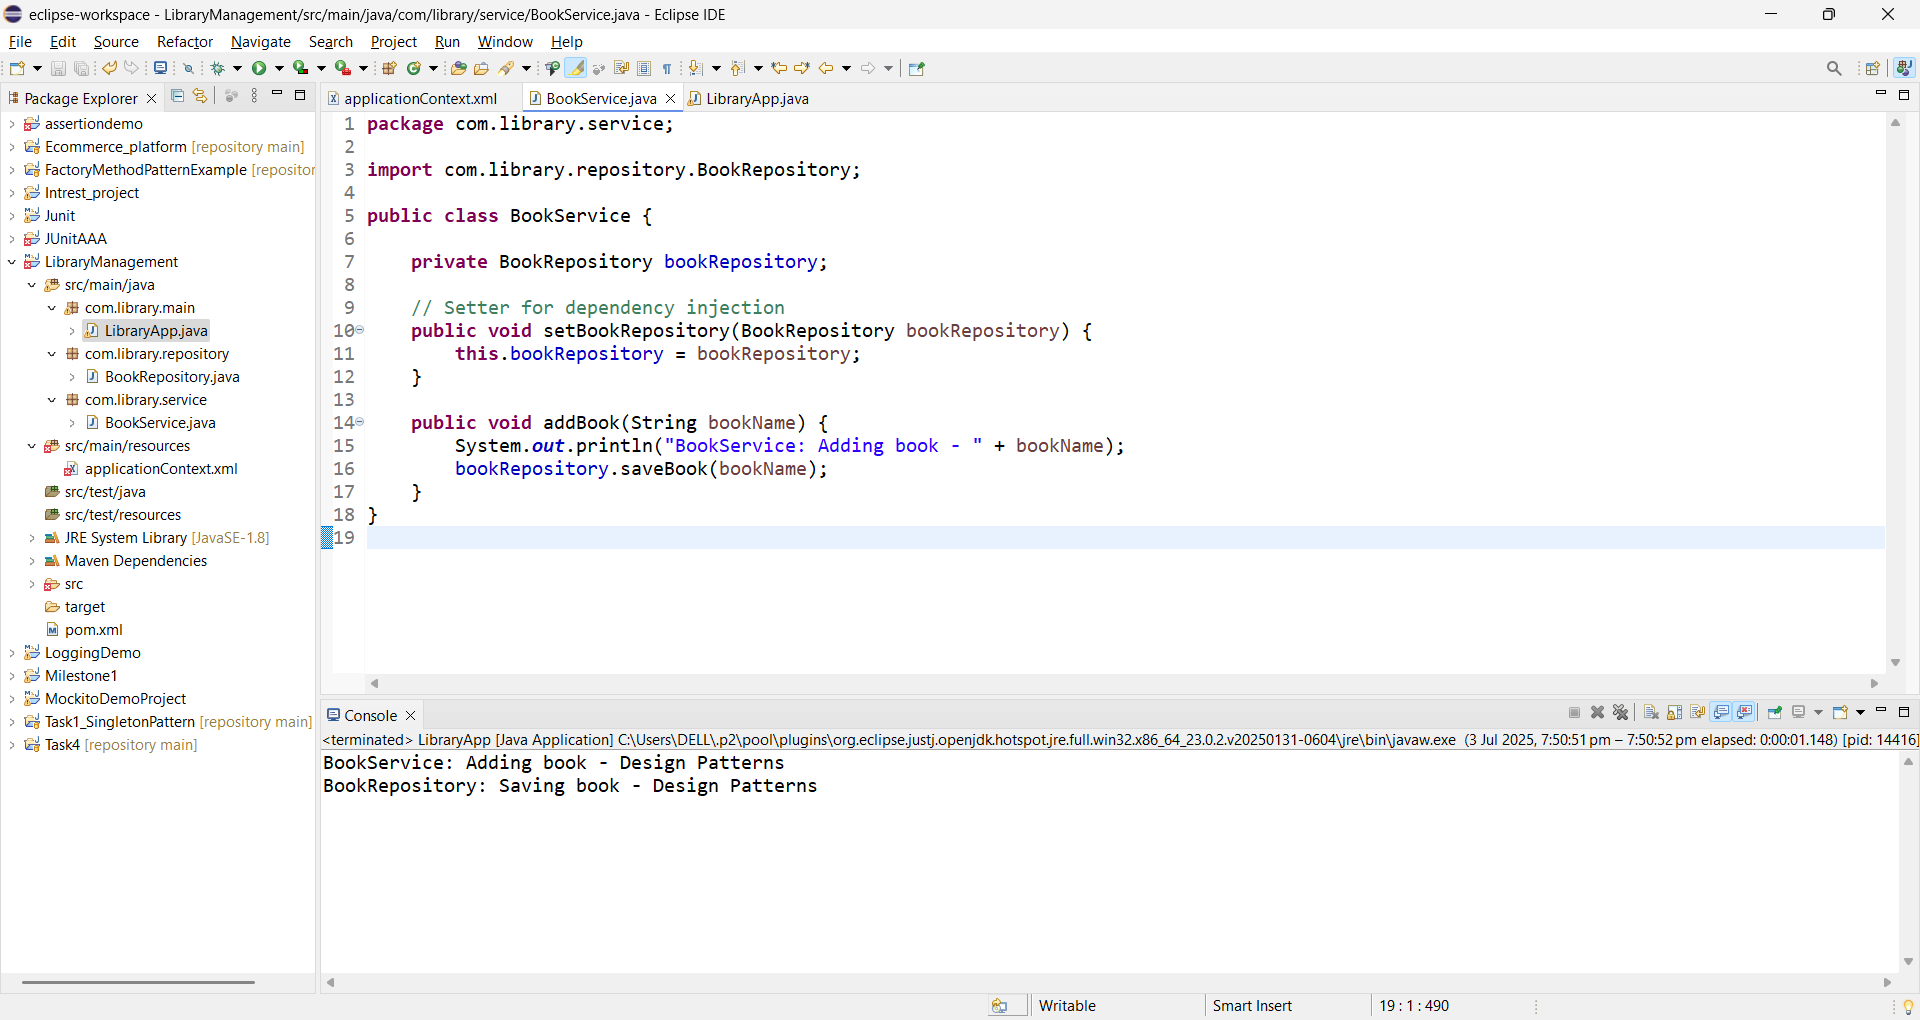 eclipse-workspace - LibraryManagement/src/main/java/com/library/service/BookService.java - Eclipse IDE
File Edit Source Refactor Navigate Search Project Run Window Help
Package Explorer
assertiondemo
Ecommerce_platform [repository main]
FactoryMethodPatternExample [repositor
Intrest_project
Junit
JUnitAAA
LibraryManagement
src/main/java
com.library.main
LibraryApp.java
com.library.repository
BookRepository.java
com.library.service
BookService.java
src/main/resources
applicationContext.xml
src/test/java
src/test/resources
JRE System Library [JavaSE-1.8]
Maven Dependencies
src
target
pom.xml
LoggingDemo
Milestone1
MockitoDemoProject
Task1_SingletonPattern [repository main]
Task4 [repository main]
applicationContext.xml BookService.java LibraryApp.java
1 package com.library.service;
2
3 import com.library.repository.BookRepository;
4
5 public class BookService {
6
7     private BookRepository bookRepository;
8
9     // Setter for dependency injection
10    public void setBookRepository(BookRepository bookRepository) {
11        this.bookRepository = bookRepository;
12    }
13
14    public void addBook(String bookName) {
15        System.out.println("BookService: Adding book - " + bookName);
16        bookRepository.saveBook(bookName);
17    }
18 }
19
Console
<terminated> LibraryApp [Java Application] C:\Users\DELL\.p2\pool\plugins\org.eclipse.justj.openjdk.hotspot.jre.full.win32.x86_64_23.0.2.v20250131-0604\jre\bin\javaw.exe (3 Jul 2025, 7:50:51 pm – 7:50:52 pm elapsed: 0:00:01.148) [pid: 14416]
BookService: Adding book - Design Patterns
BookRepository: Saving book - Design Patterns
Writable Smart Insert 19 : 1 : 490